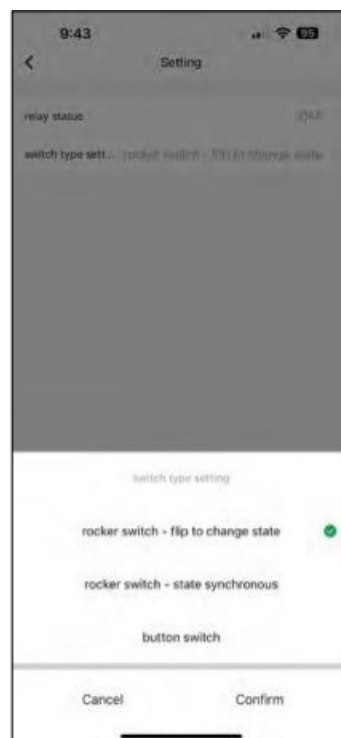 9:43
95
Setting
relay status OFF
switch type sett... rocker switch - flip to change state
switch type setting
rocker switch - flip to change state
rocker switch - state synchronous
button switch
Cancel Confirm